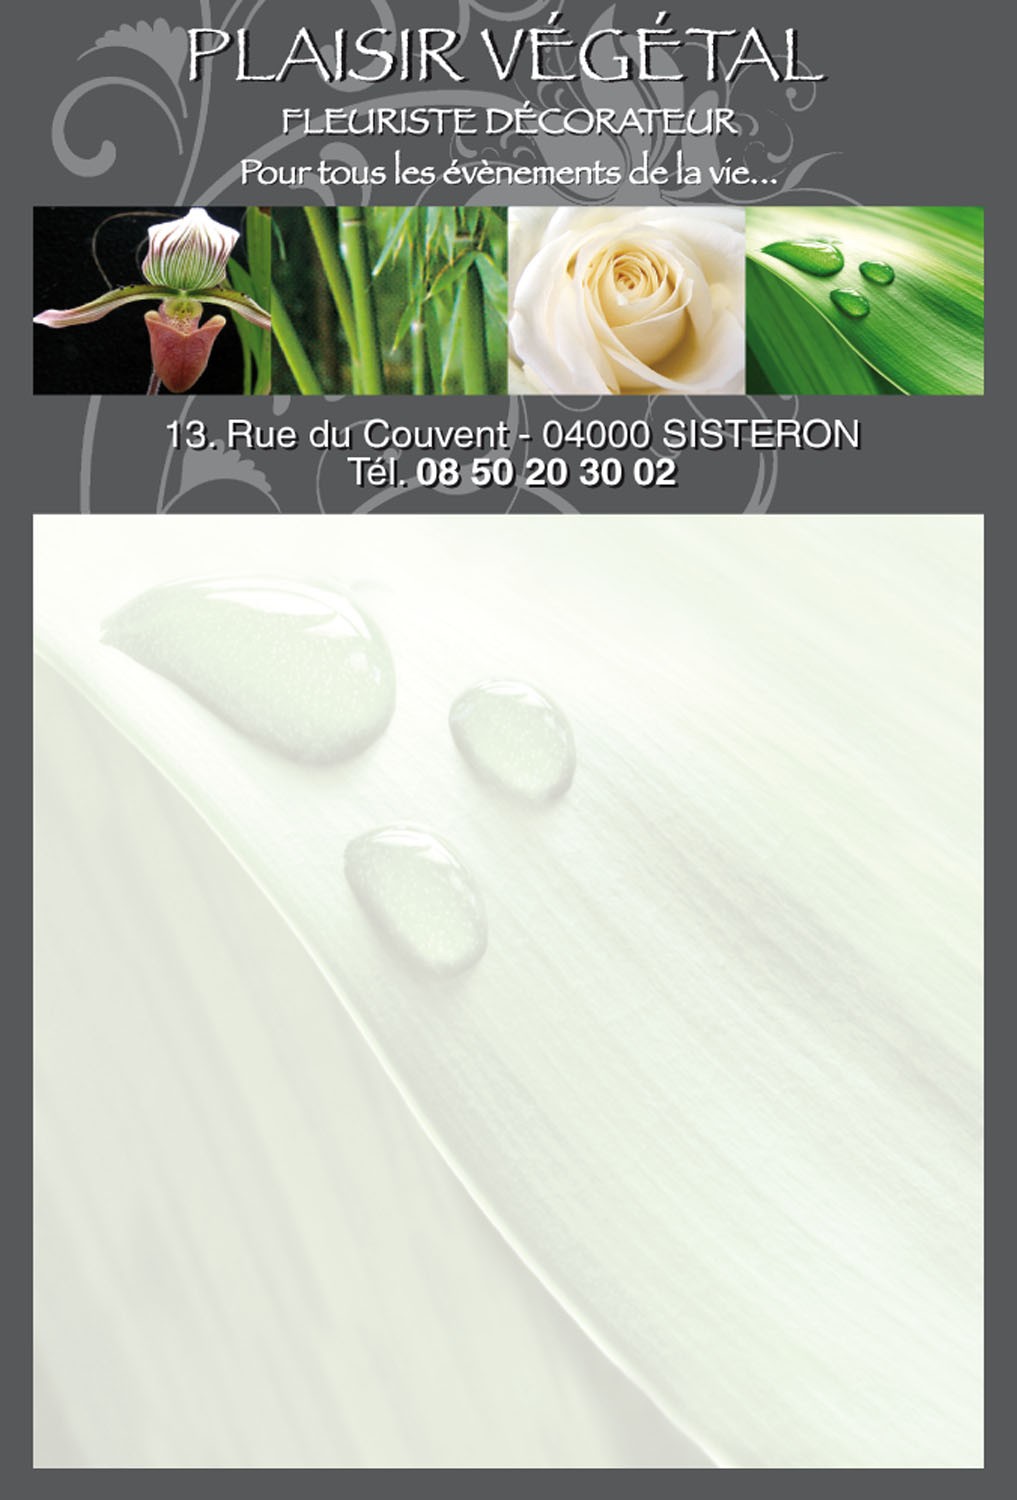 PLAISIR VÉGÉTAL
FLEURISTE DÉCORATEUR
Pour tous les évènements de la vie...
13. Rue du Couvent - 04000 SISTERON
Tél. 08 50 20 30 02